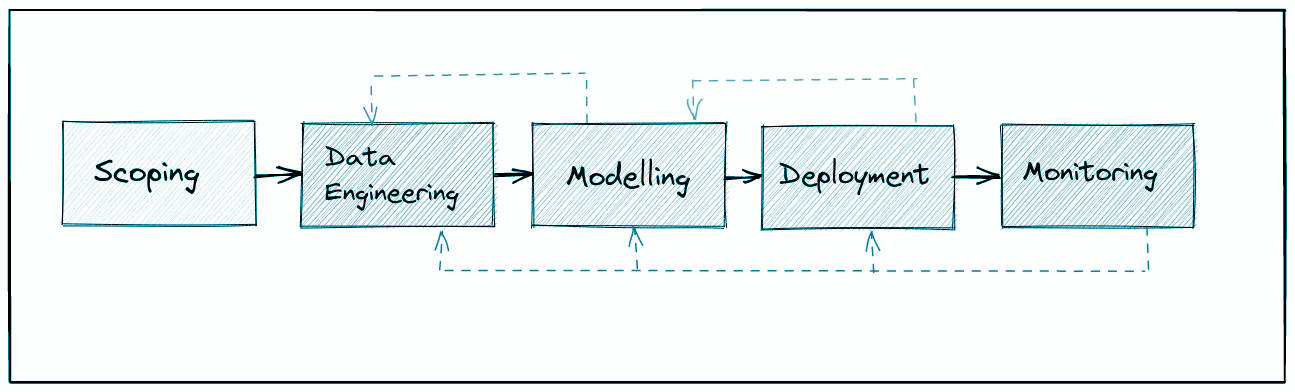 Scoping
Data
Engineering
Modelling
Deployment
Monitoring